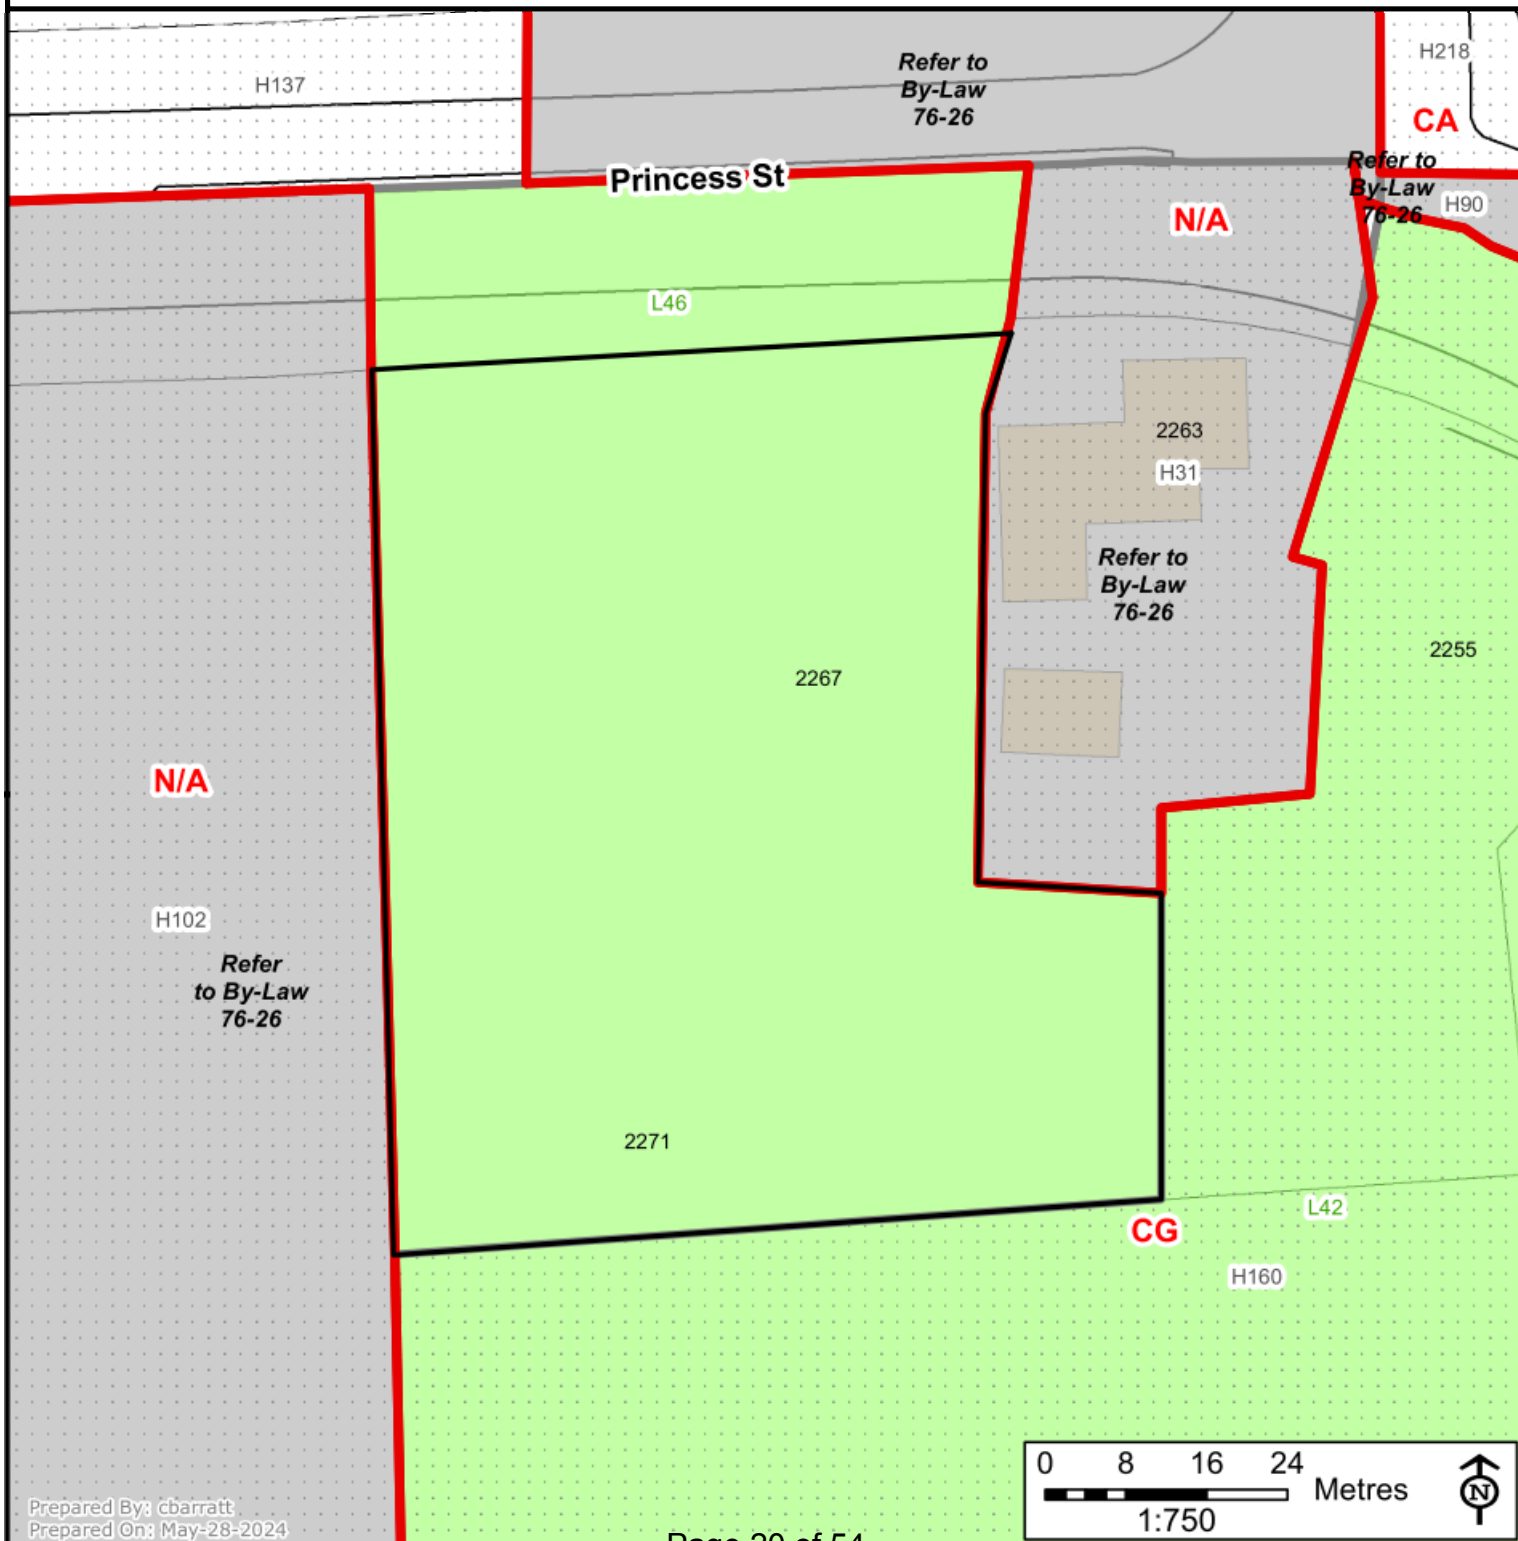 H137
Refer to
By-Law
76-26
H218
CA
Princess St
Refer to
By-Law
76-26
H90
N/A
L46
2263
H31
Refer to
By-Law
76-26
2255
2267
N/A
H102
Refer
to By-Law
76-26
2271
L42
CG
H160
0 8 16 24
Metres
1:750
N
Prepared By: cbarratt
Prepared On: May-28-2024